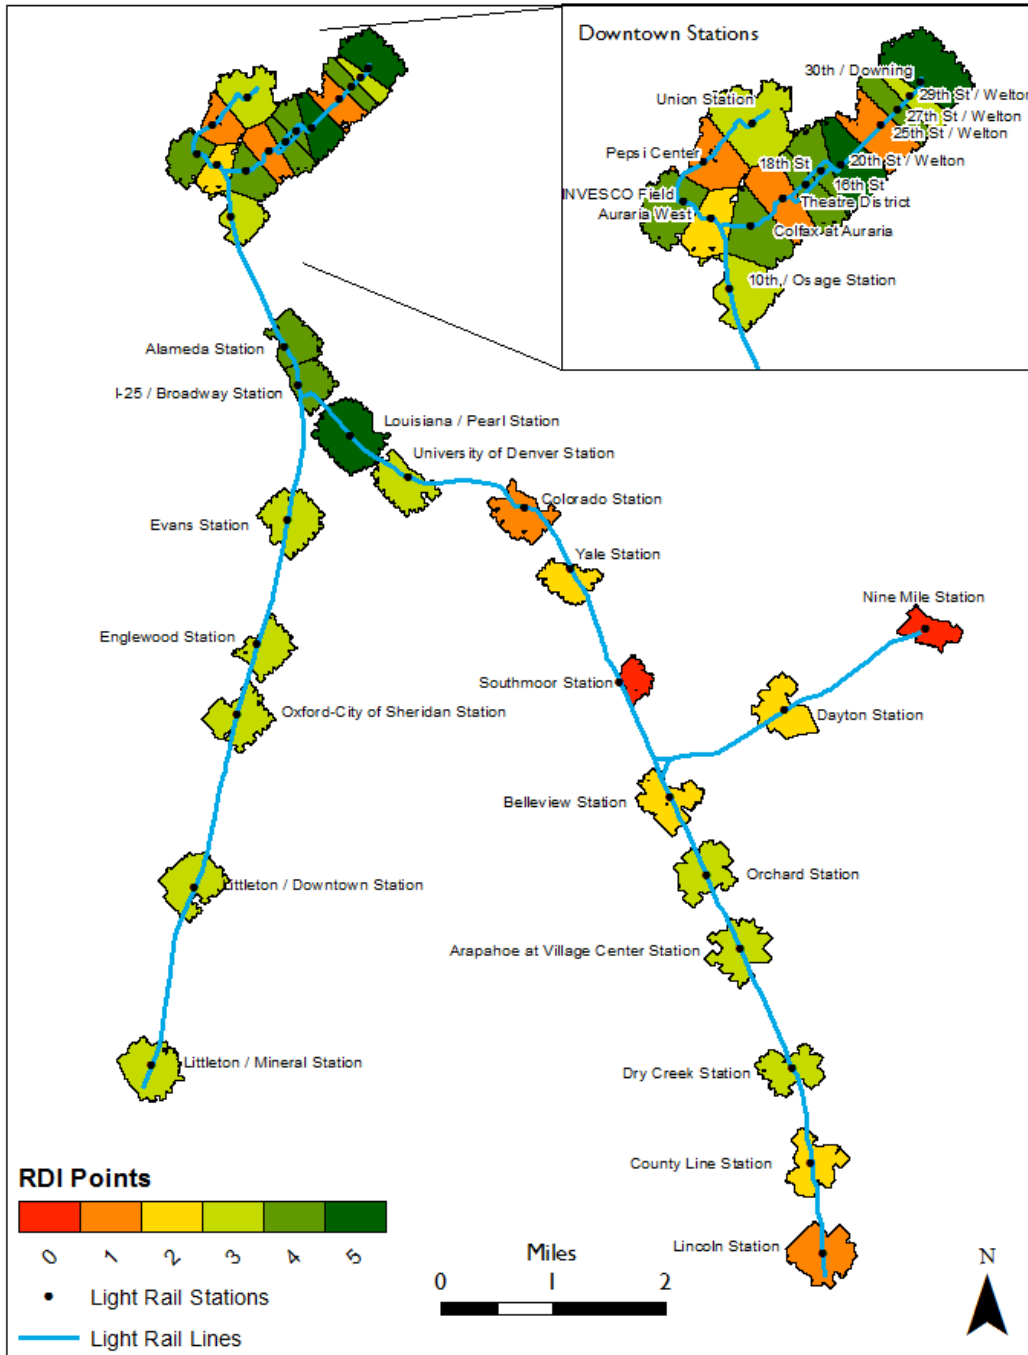 Downtown Stations
30th / Downing
29th St / Welton
Union Station
27th St / Welton
25th St / Welton
Pepsi Center
18th St
20th St / Welton
16th St
INVESCO Field
Theatre District
Auraria West
Colfax at Auraria
10th / Osage Station
Alameda Station
I-25 / Broadway Station
Louisiana / Pearl Station
University of Denver Station
Colorado Station
Evans Station
Yale Station
Nine Mile Station
Englewood Station
Southmoor Station
Oxford-City of Sheridan Station
Dayton Station
Belleview Station
Orchard Station
Littleton / Downtown Station
Arapahoe at Village Center Station
Littleton / Mineral Station
Dry Creek Station
County Line Station
RDI Points
0 1 2 3 4 5
Lincoln Station
Miles
0 1 2
N
Light Rail Stations
Light Rail Lines